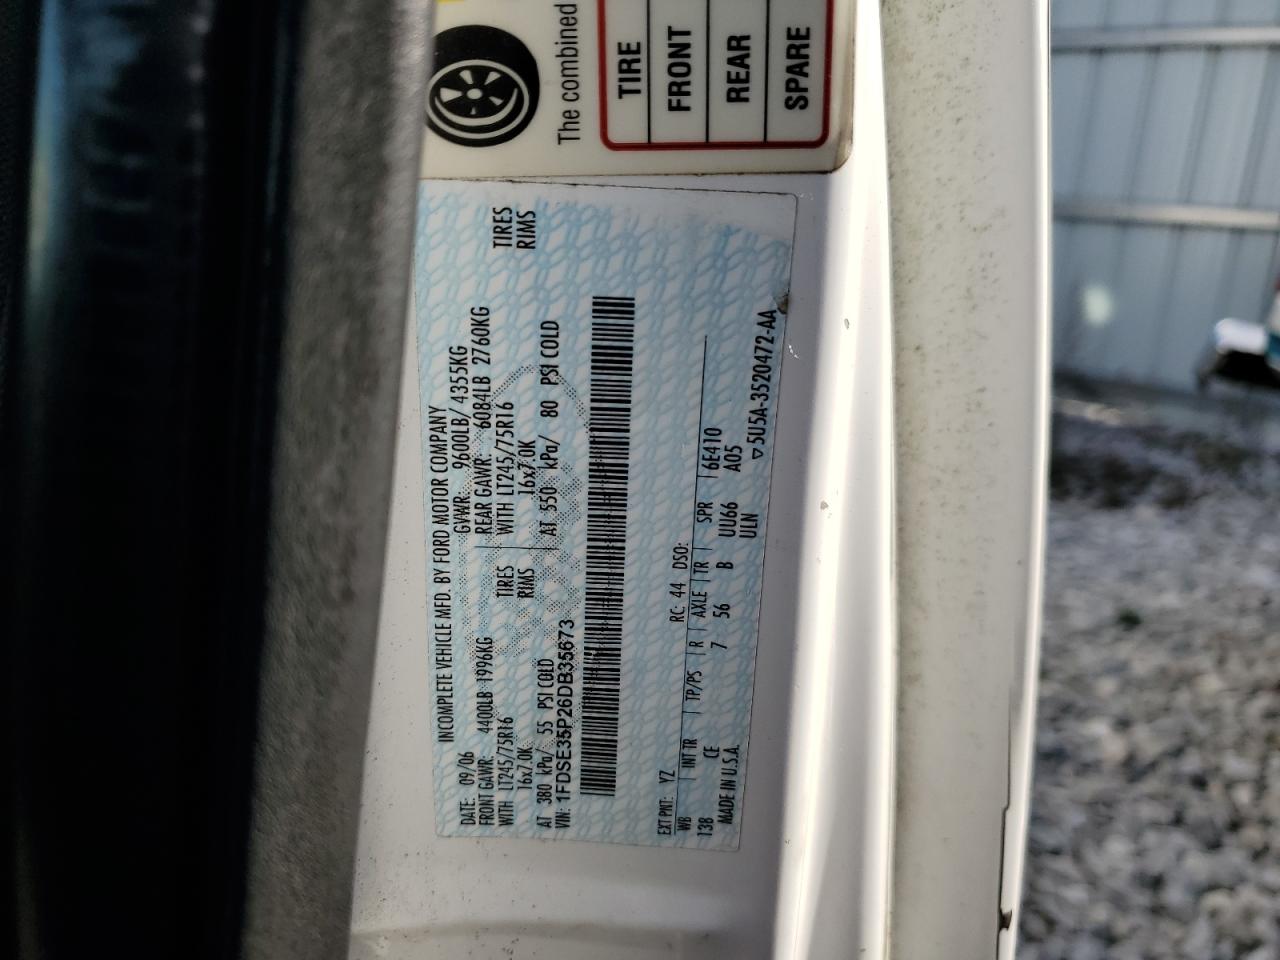 The combined
TIRE
FRONT
REAR
SPARE
INCOMPLETE VEHICLE MFD. BY FORD MOTOR COMPANY
DATE: 09/06 GVWR: 9600LB/ 4355KG
FRONT GAWR: 4400LB 1996KG REAR GAWR: 6084LB 2760KG
WITH LT245/75R16 TIRES WITH LT245/75R16 TIRES
16x7.0K RIMS 16x7.0K RIMS
AT 380 kPa/ 55 PSI COLD AT 550 kPa/ 80 PSI COLD
VIN: 1FDSE35P26DB35673
EXT PNT: YZ RC: 44 DSO:
WB INT TR TP/PS R AXLE TR SPR
138 CE 7 56 B UU66 6E410
MADE IN U.S.A. ULN A05
▽5U5A-3520472-AA